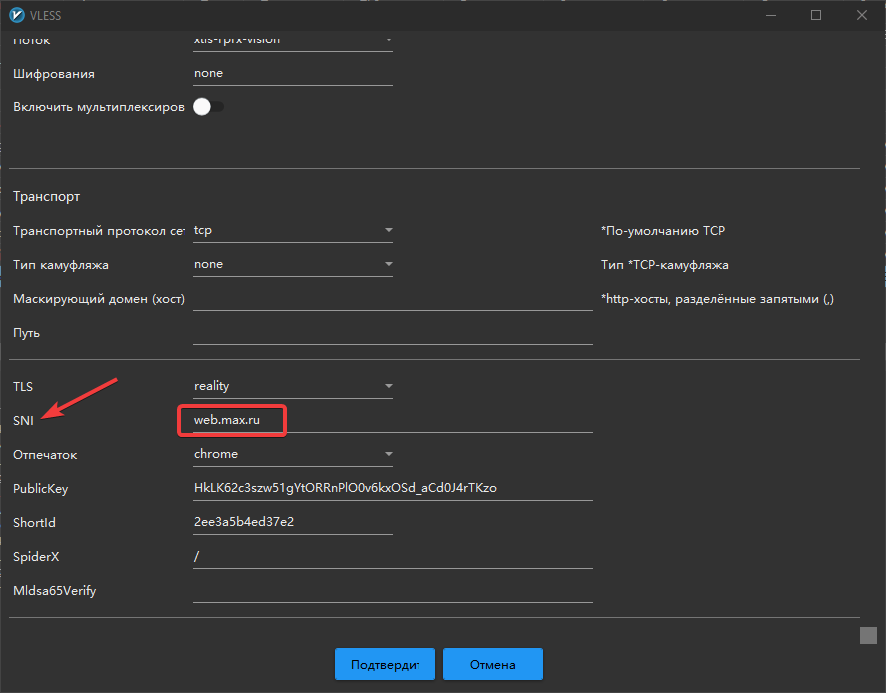 VLESS
Поток xtls-rprx-vision
Шифрования none
Включить мультиплексиров
Транспорт
Транспортный протокол сет tcp *По-умолчанию TCP
Тип камуфляжа none Тип *TCP-камуфляжа
Маскирующий домен (хост) *http-хосты, разделённые запятыми (,)
Путь
TLS reality
SNI web.max.ru
Отпечаток chrome
PublicKey HkLK62c3szw51gYtORRnPlO0v6kxOSd_aCd0J4rTKzo
ShortId 2ee3a5b4ed37e2
SpiderX /
Mldsa65Verify
Подтверди Отмена